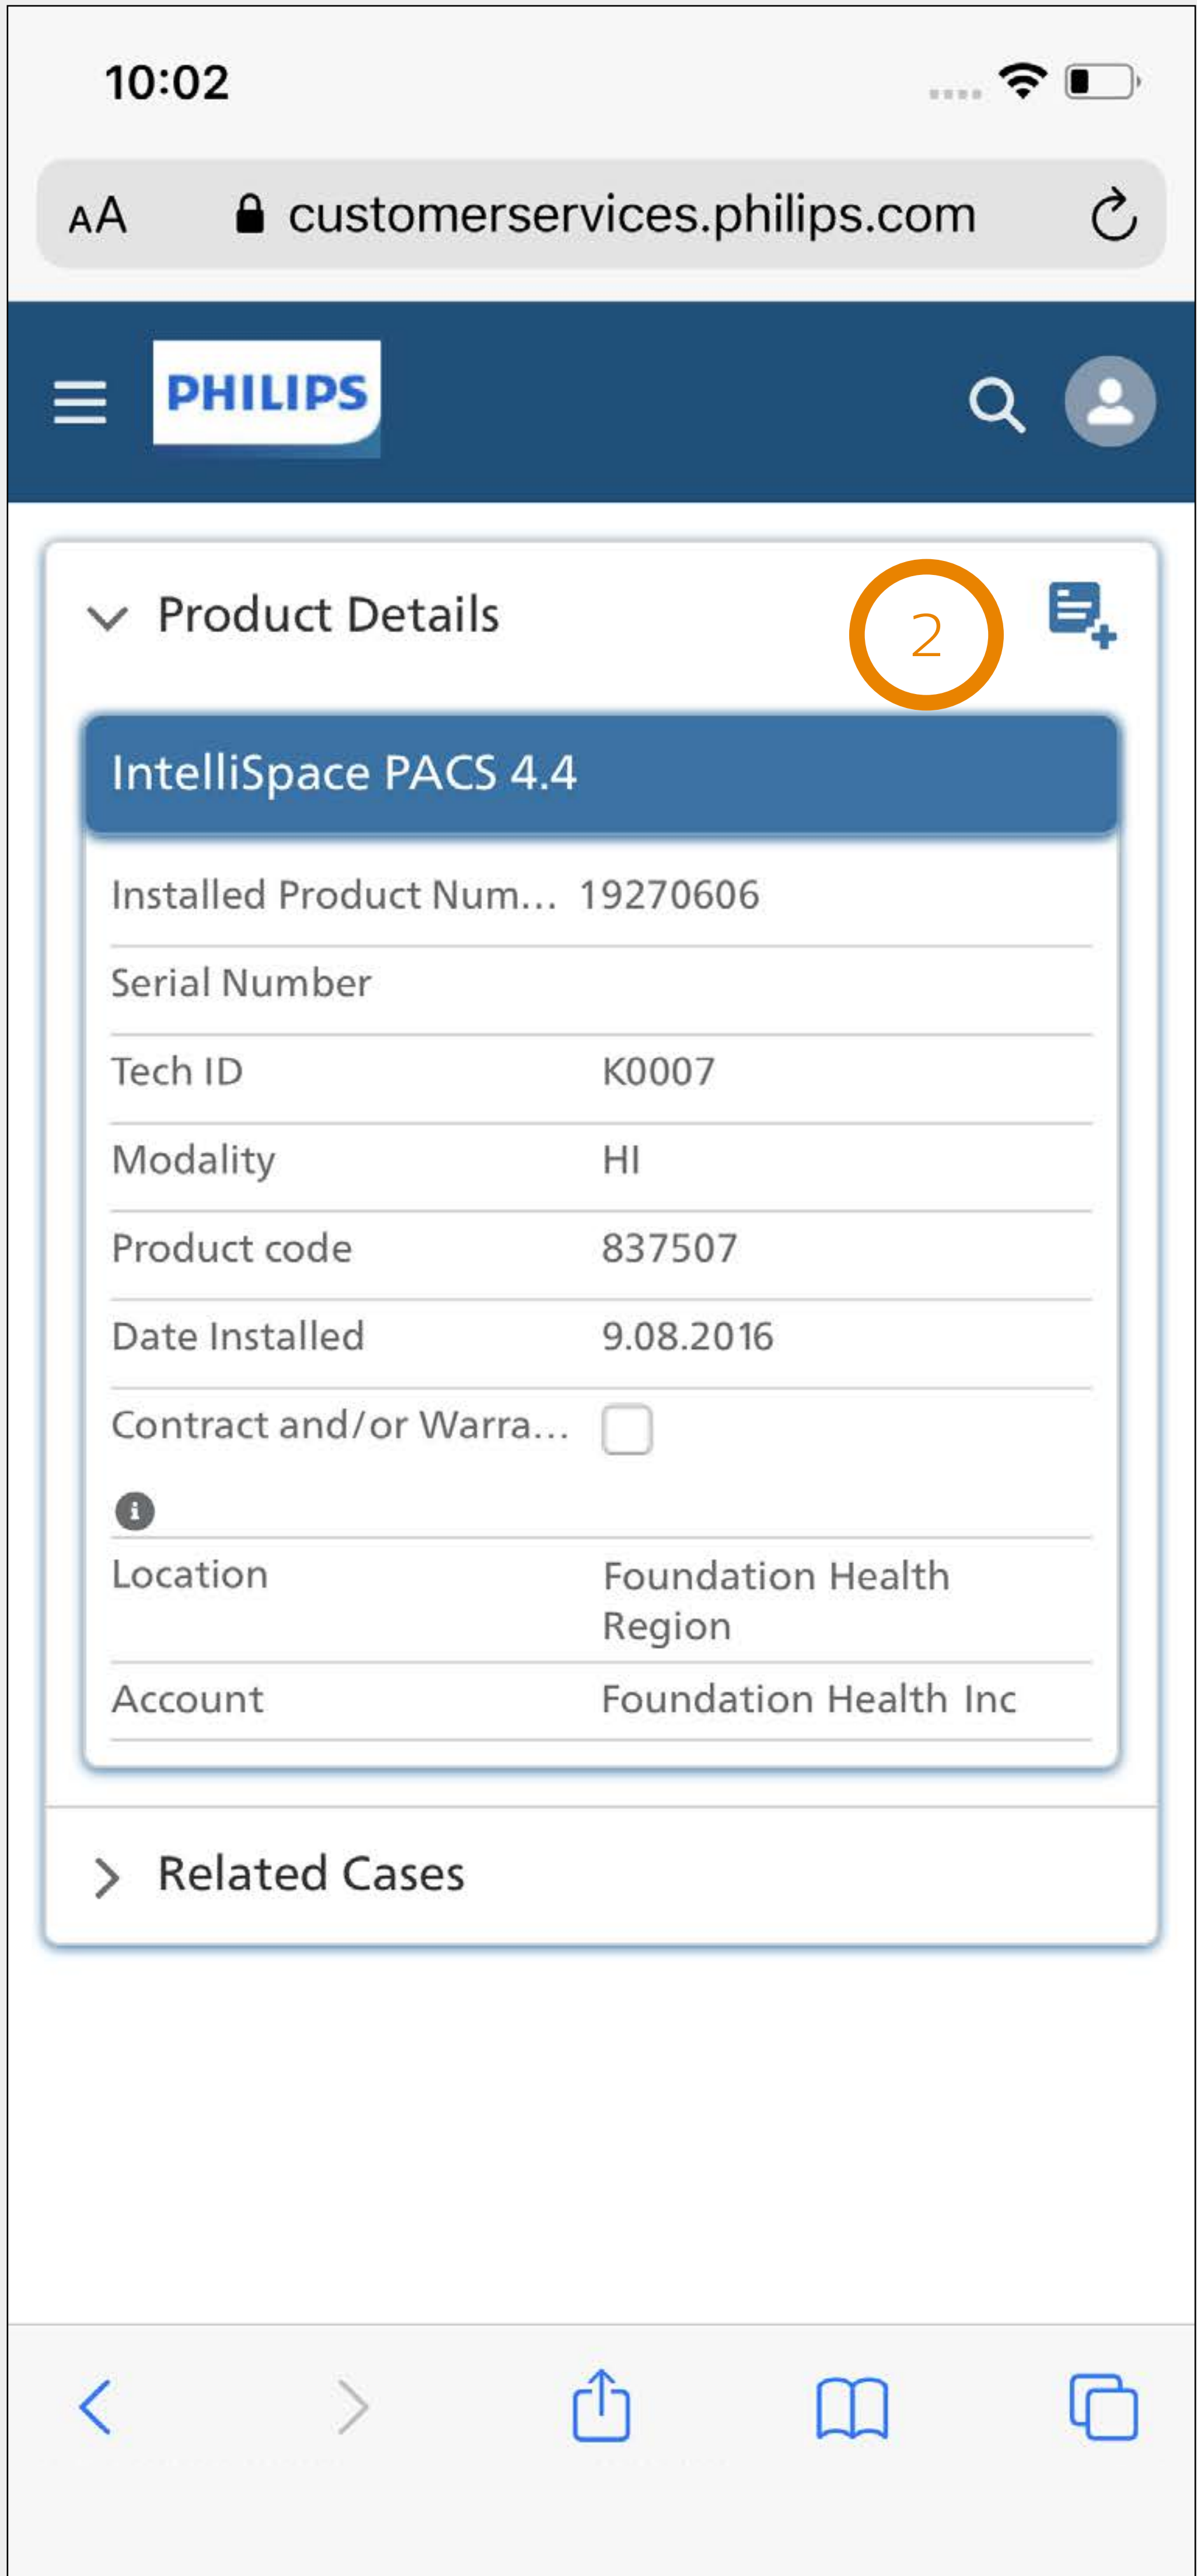 10:02
AA customerservices.philips.com
PHILIPS
Product Details
2
IntelliSpace PACS 4.4
Installed Product Num... 19270606
Serial Number
Tech ID K0007
Modality HI
Product code 837507
Date Installed 9.08.2016
Contract and/or Warra...
i
Location Foundation Health
Region
Account Foundation Health Inc
Related Cases